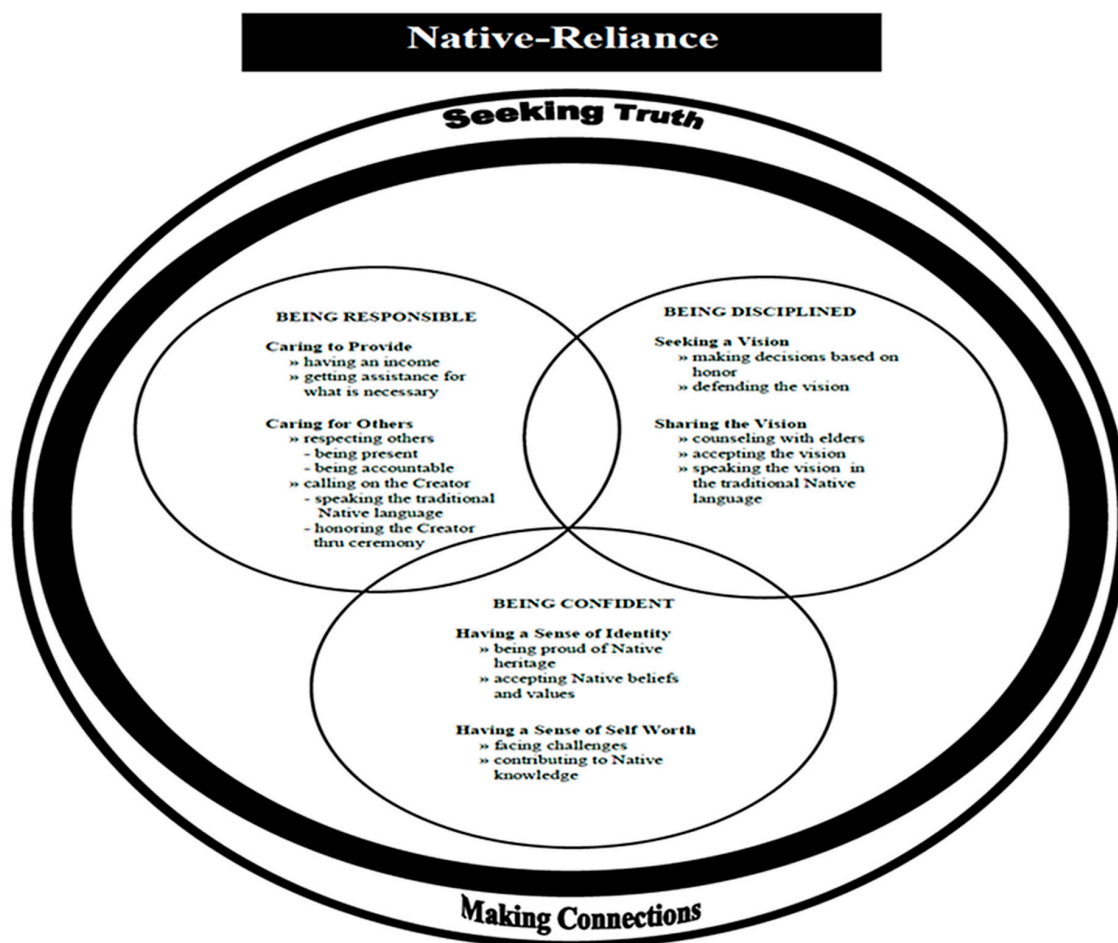 Native-Reliance
Seeking Truth
BEING RESPONSIBLE
Caring to Provide
» having an income
» getting assistance for
what is necessary
Caring for Others
» respecting others
- being present
- being accountable
» calling on the Creator
- speaking the traditional
Native language
- honoring the Creator
thru ceremony
BEING DISCIPLINED
Seeking a Vision
» making decisions based on
honor
» defending the vision
Sharing the Vision
» counseling with elders
» accepting the vision
» speaking the vision in
the traditional Native
language
BEING CONFIDENT
Having a Sense of Identity
» being proud of Native
heritage
» accepting Native beliefs
and values
Having a Sense of Self Worth
» facing challenges
» contributing to Native
knowledge
Making Connections